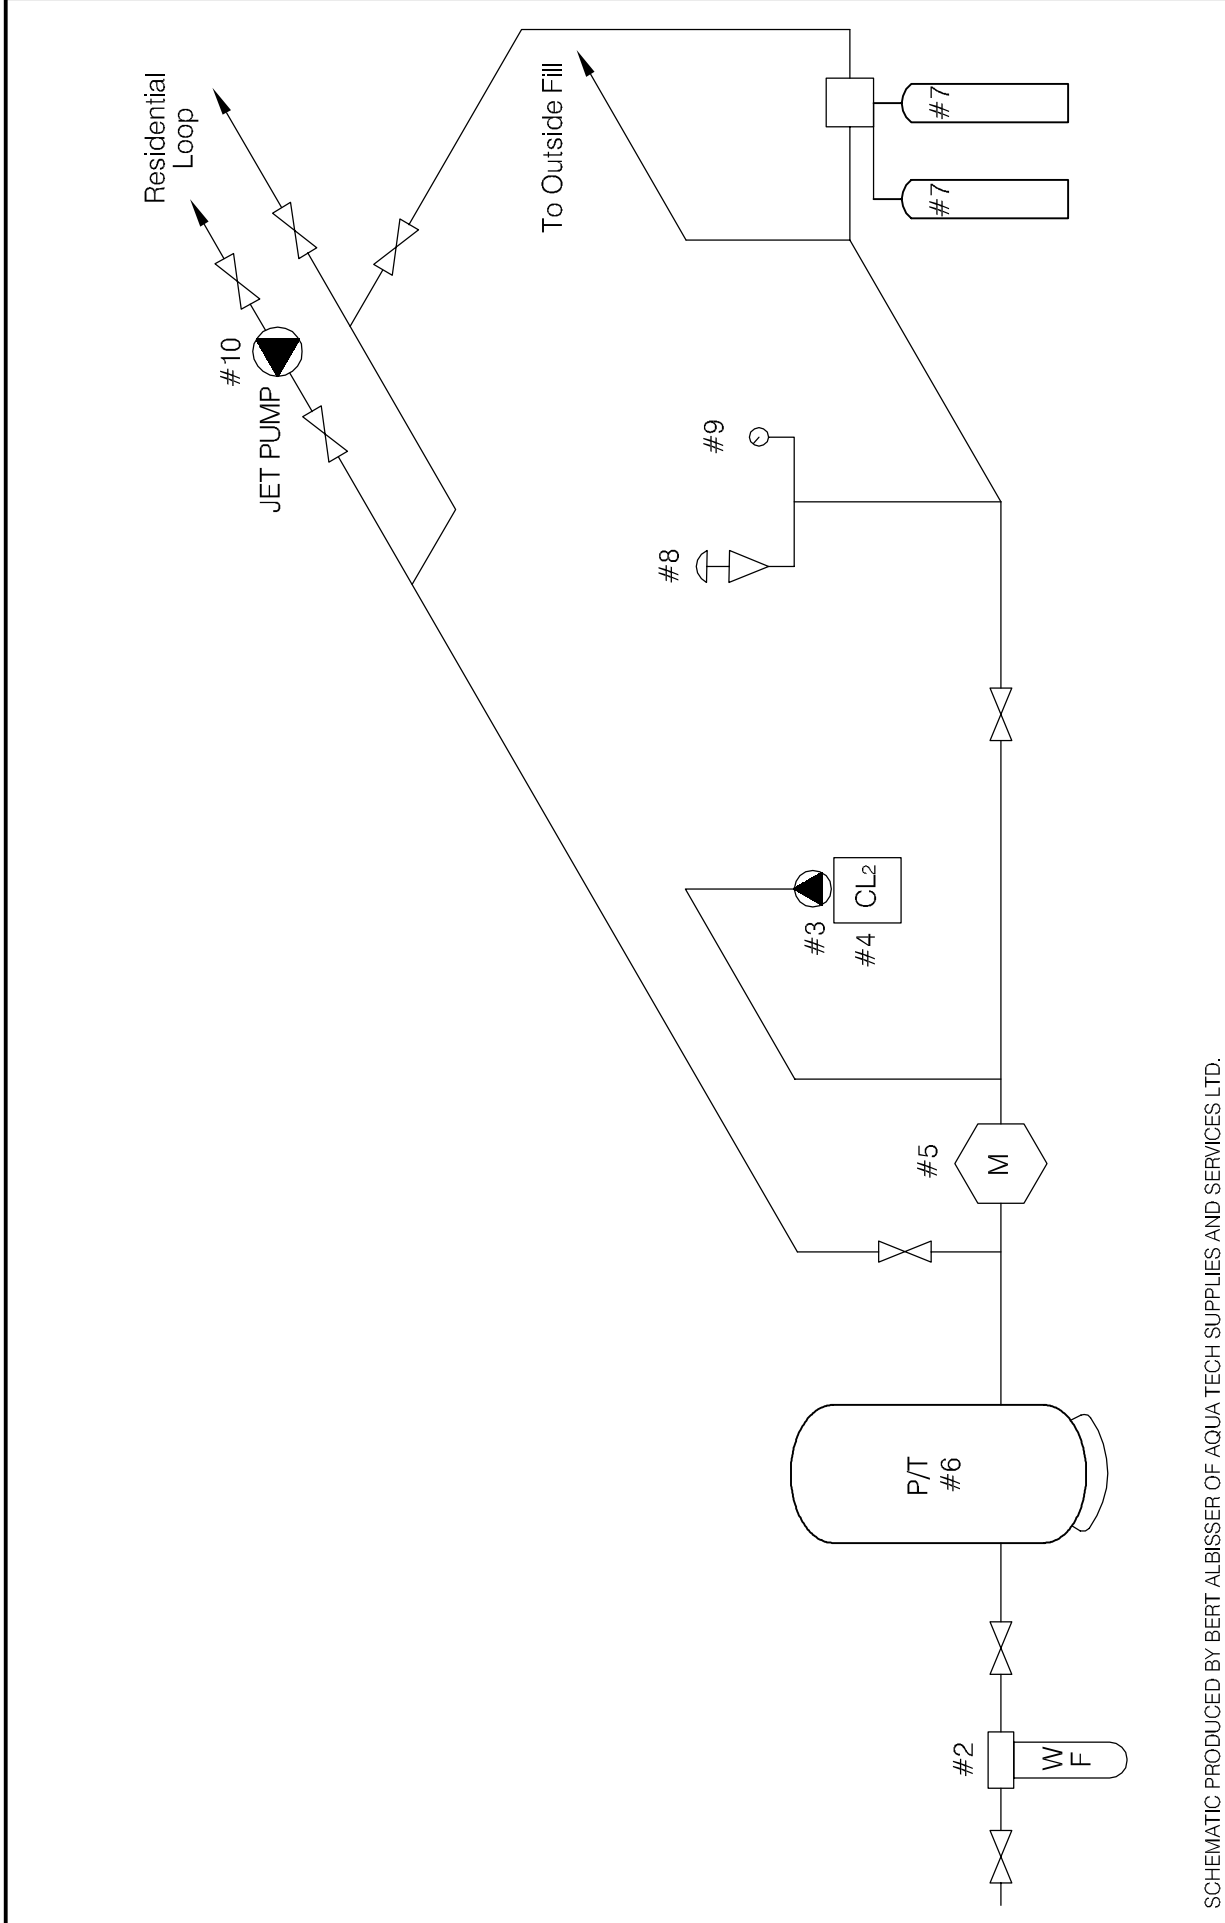 Residential
Loop
#10
JET PUMP
To Outside Fill
#7
#7
#9
#8
#3
CL2
#4
#5
M
P/T
#6
#2
W
F
SCHEMATIC PRODUCED BY BERT ALBISSER OF AQUA TECH SUPPLIES AND SERVICES LTD.